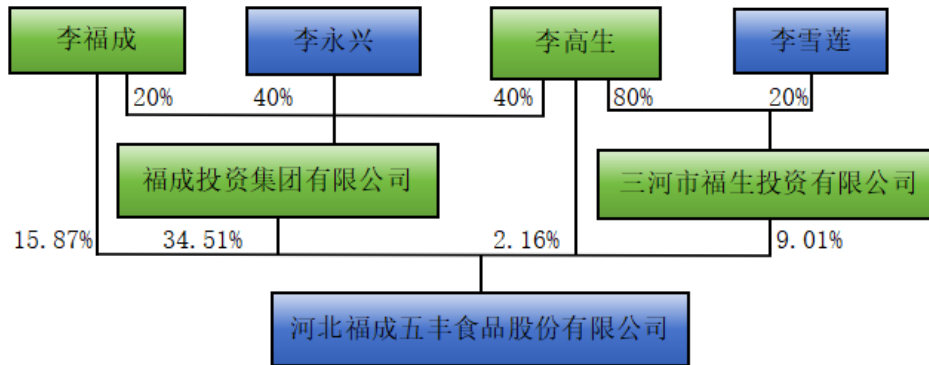 李福成
李永兴
李高生
李雪莲
20%
40%
40%
80%
20%
福成投资集团有限公司
三河市福生投资有限公司
15.87%
34.51%
2.16%
9.01%
河北福成五丰食品股份有限公司